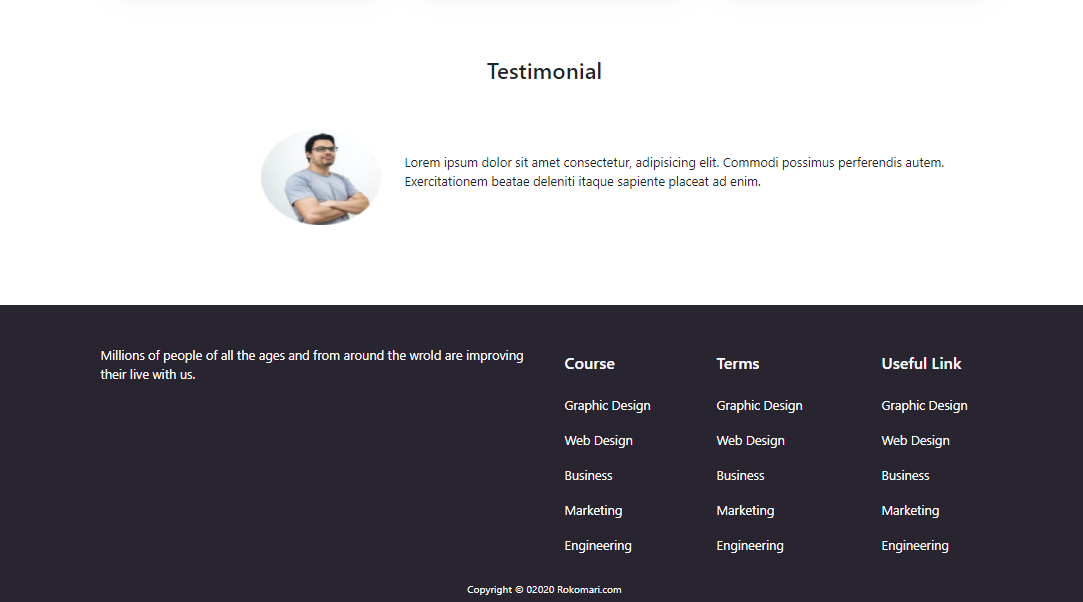 Testimonial
Lorem ipsum dolor sit amet consectetur, adipisicing elit. Commodi possimus perferendis autem.
Exercitationem beatae deleniti itaque sapiente placeat ad enim.
Millions of people of all the ages and from around the wrold are improving
their live with us.
Course
Graphic Design
Web Design
Business
Marketing
Engineering
Terms
Graphic Design
Web Design
Business
Marketing
Engineering
Useful Link
Graphic Design
Web Design
Business
Marketing
Engineering
Copyright © 02020 Rokomari.com